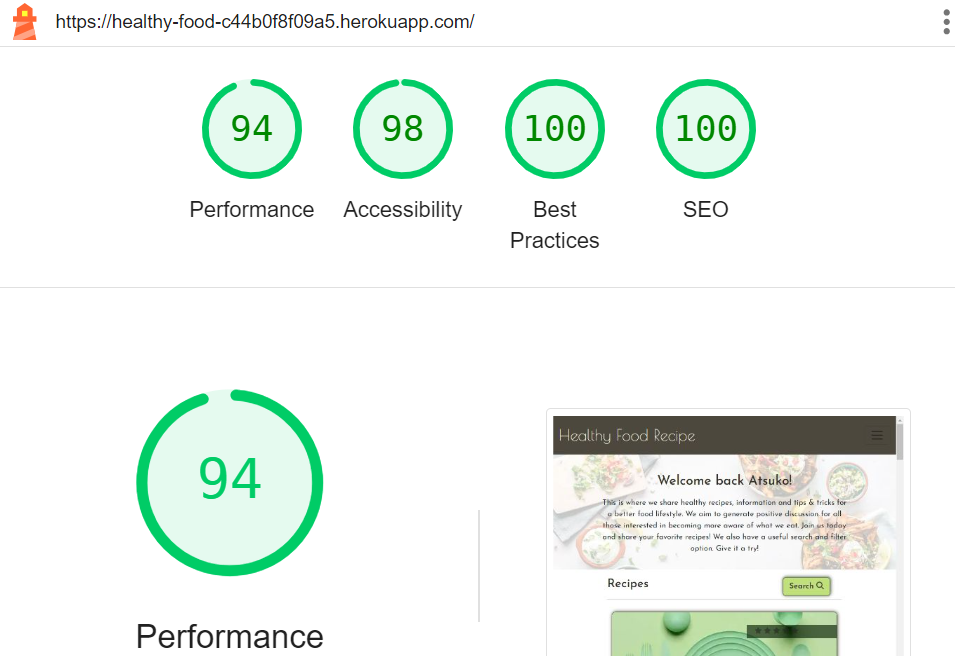 https://healthy-food-c44b0f8f09a5.herokuapp.com/
94
98
100
100
Performance
Accessibility
Best
Practices
SEO
94
Performance
Healthy Food Recipe
Welcome back Atsuko!
This is where we share healthy recipes, information and tips & tricks for
a better food lifestyle. We aim to generate positive discussion for all
those interested in becoming more aware of what we eat. Join us today
and share your favorite recipes! We also have a useful search and filter
option. Give it a try!
Recipes
Search